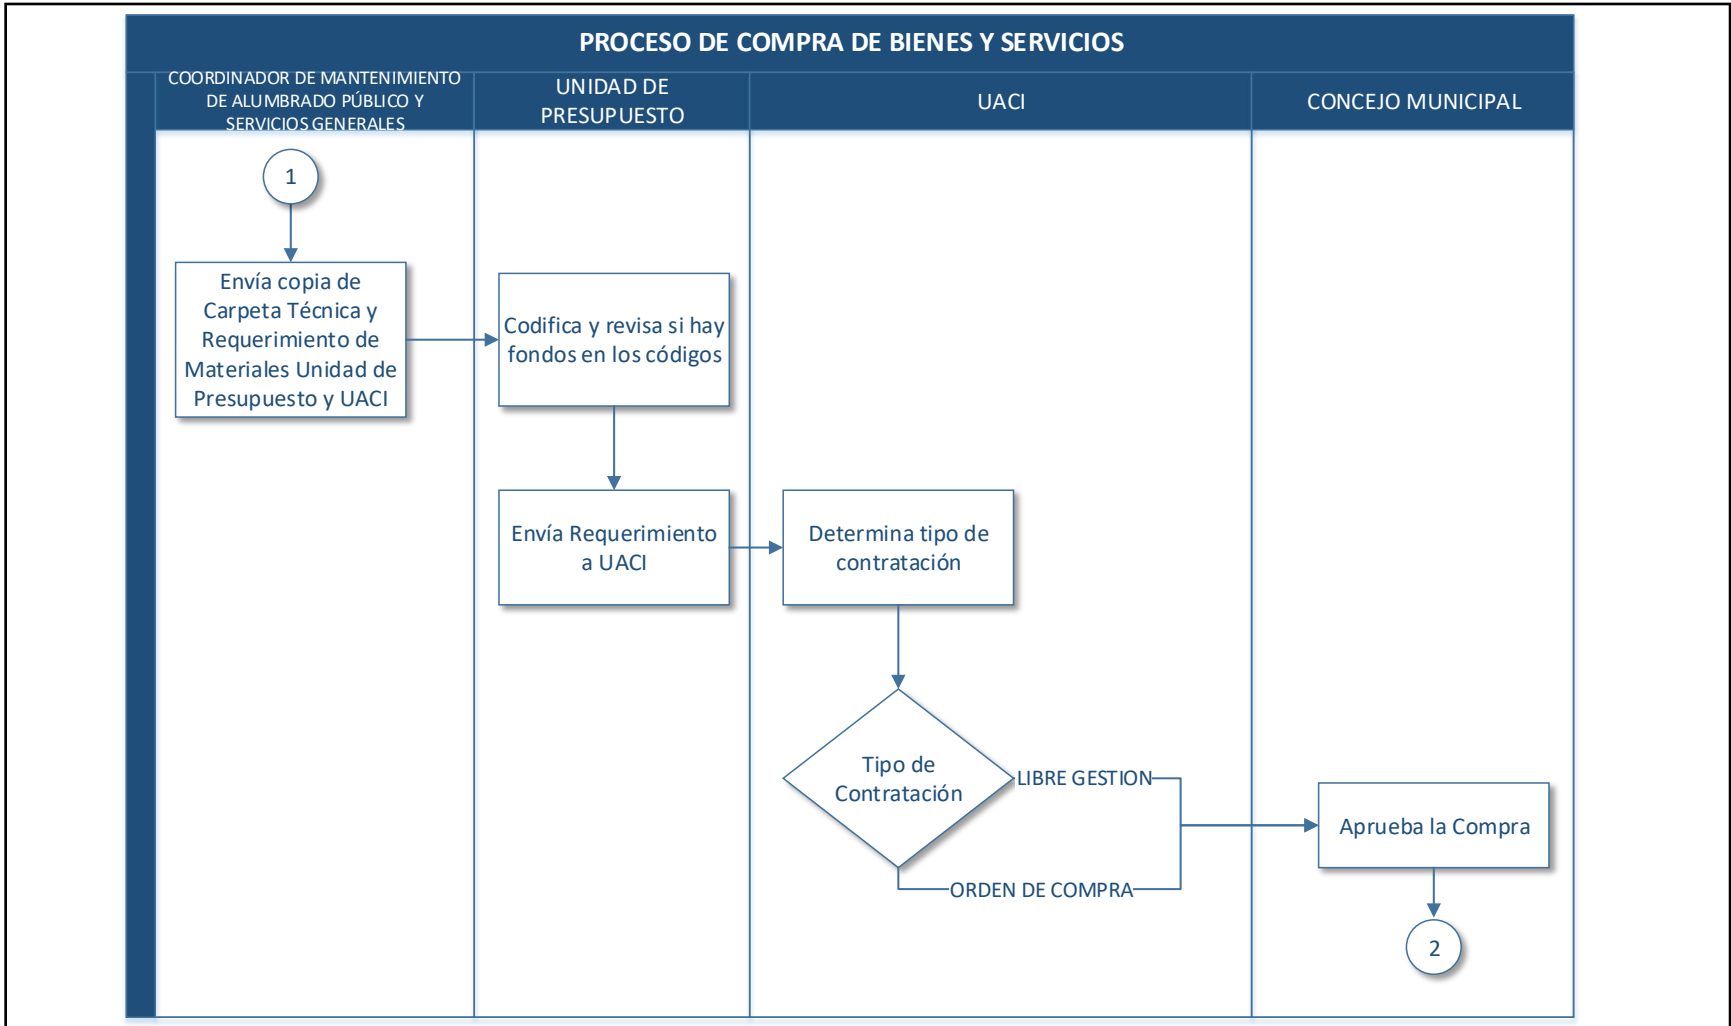 PROCESO DE COMPRA DE BIENES Y SERVICIOS
COORDINADOR DE MANTENIMIENTO
DE ALUMBRADO PÚBLICO Y
SERVICIOS GENERALES
UNIDAD DE
PRESUPUESTO
UACI
CONCEJO MUNICIPAL
1
Envía copia de
Carpeta Técnica y
Requerimiento de
Materiales Unidad de
Presupuesto y UACI
Codifica y revisa si hay
fondos en los códigos
Envía Requerimiento
a UACI
Determina tipo de
contratación
Tipo de
Contratación
LIBRE GESTION
ORDEN DE COMPRA
Aprueba la Compra
2